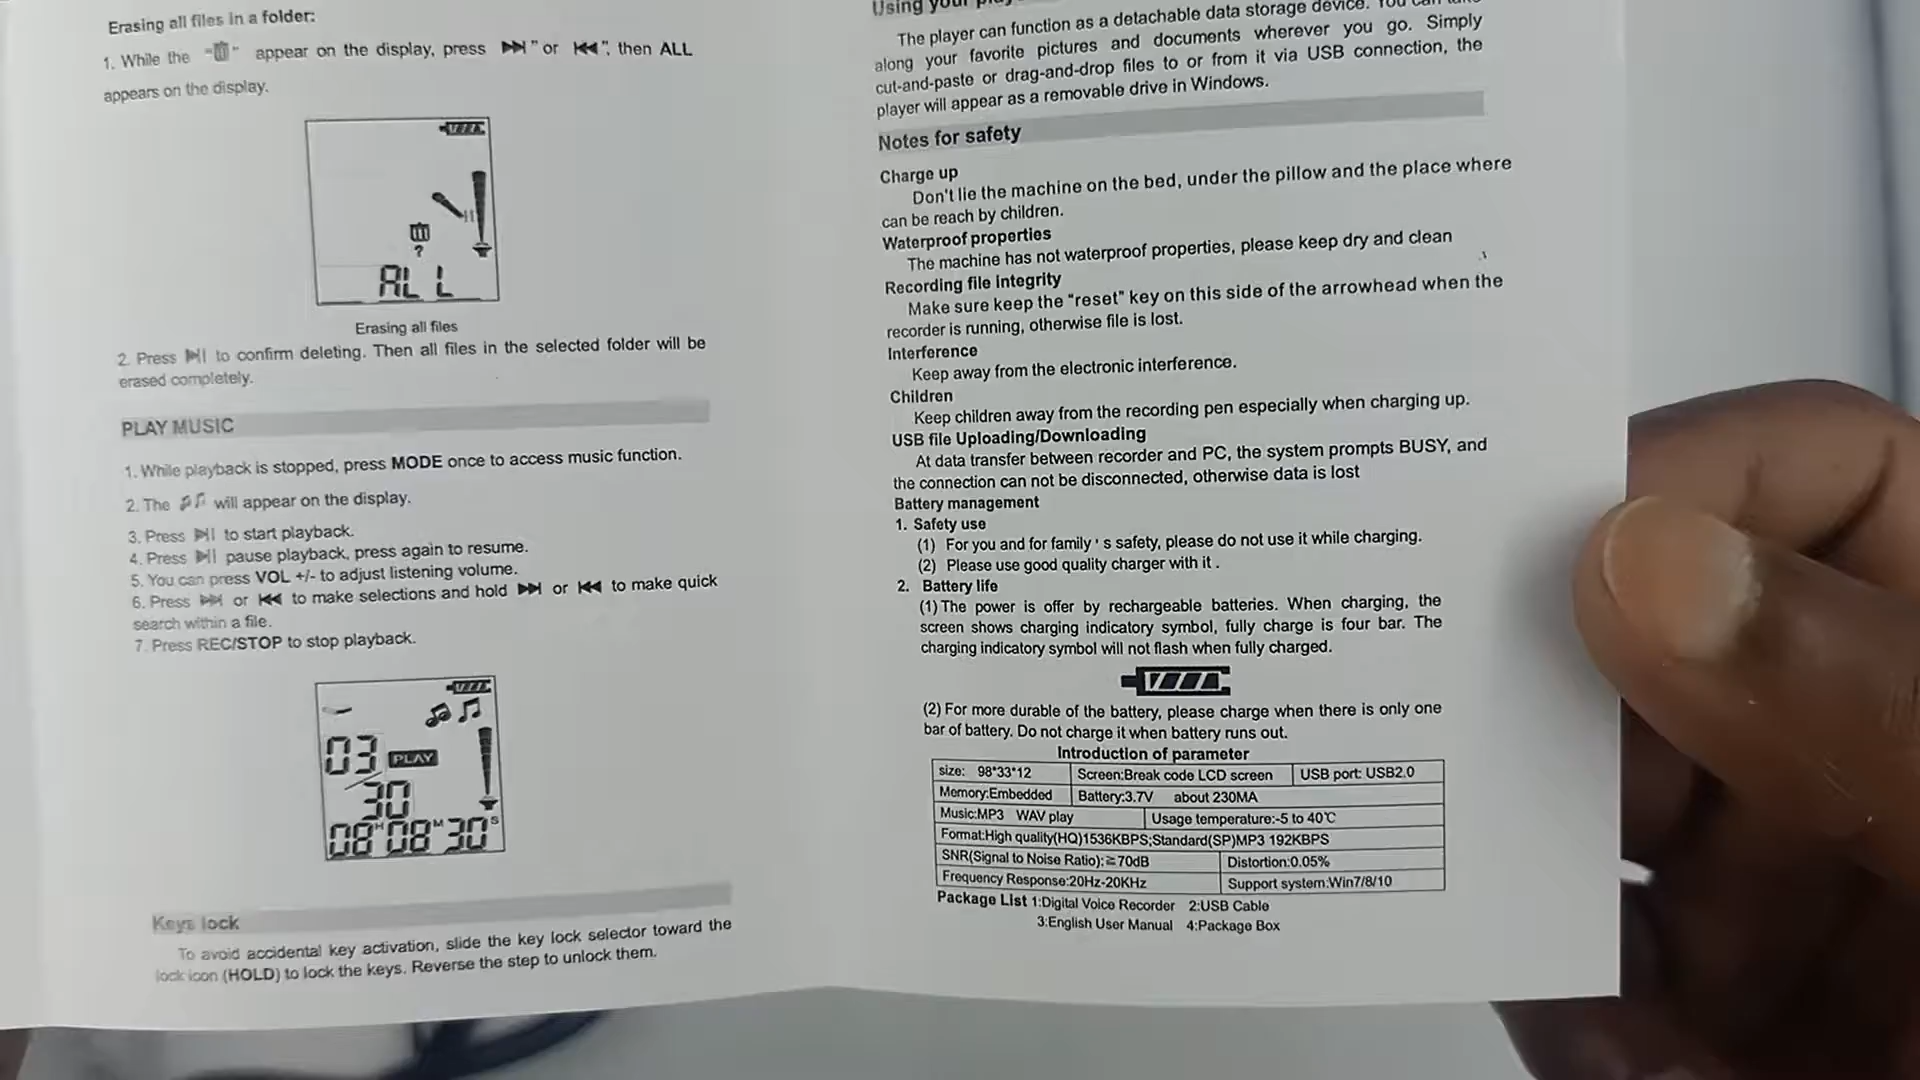 Erasing all files in a folder:
1. While the " " appear on the display, press " or ", then ALL
appears on the display.
?
ALL
Erasing all files
2. Press to confirm deleting. Then all files in the selected folder will be
erased completely.
PLAY MUSIC
1. While playback is stopped, press MODE once to access music function.
2. The will appear on the display.
3. Press to start playback.
4. Press pause playback, press again to resume.
5. You can press VOL +/- to adjust listening volume.
6. Press or to make selections and hold or to make quick
search within a file.
7. Press REC/STOP to stop playback.
03 PLAY
30
08H08M30S
Keys lock
To avoid accidental key activation, slide the key lock selector toward the
lock icon (HOLD) to lock the keys. Reverse the step to unlock them.
Using your
The player can function as a detachable data storage device. You can take
along your favorite pictures and documents wherever you go. Simply
cut-and-paste or drag-and-drop files to or from it via USB connection, the
player will appear as a removable drive in Windows.
Notes for safety
Charge up
Don't lie the machine on the bed, under the pillow and the place where
can be reach by children.
Waterproof properties
The machine has not waterproof properties, please keep dry and clean
Recording file Integrity
Make sure keep the "reset" key on this side of the arrowhead when the
recorder is running, otherwise file is lost.
Interference
Keep away from the electronic interference.
Children
Keep children away from the recording pen especially when charging up.
USB file Uploading/Downloading
At data transfer between recorder and PC, the system prompts BUSY, and
the connection can not be disconnected, otherwise data is lost
Battery management
1. Safety use
(1) For you and for family's safety, please do not use it while charging.
(2) Please use good quality charger with it .
2. Battery life
(1) The power is offer by rechargeable batteries. When charging, the
screen shows charging indicatory symbol, fully charge is four bar. The
charging indicatory symbol will not flash when fully charged.
(2) For more durable of the battery, please charge when there is only one
bar of battery. Do not charge it when battery runs out.
Introduction of parameter
size: 98*33*12 Screen:Break code LCD screen USB port: USB2.0
Memory:Embedded Battery:3.7V about 230MA
Music:MP3 WAV play Usage temperature:-5 to 40℃
Format:High quality(HQ)1536KBPS;Standard(SP)MP3 192KBPS
SNR(Signal to Noise Ratio):≧70dB Distortion:0.05%
Frequency Response:20Hz-20KHz Support system:Win7/8/10
Package List 1:Digital Voice Recorder 2:USB Cable
3:English User Manual 4:Package Box